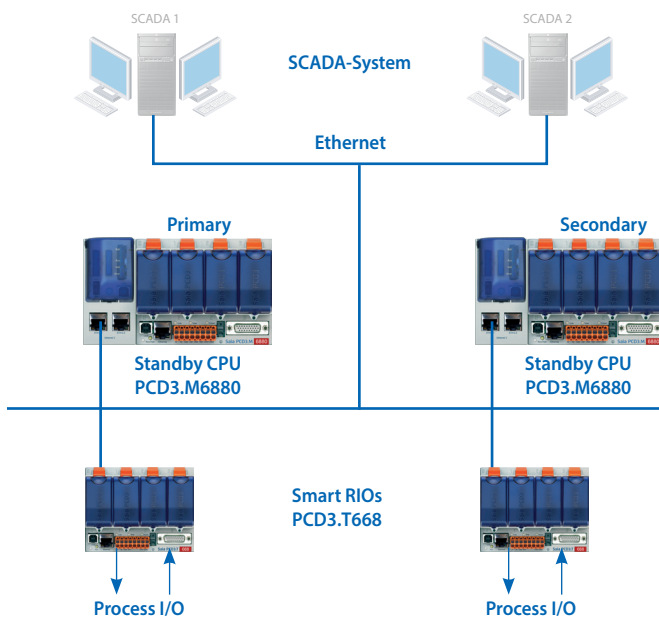 SCADA 1
SCADA 2
SCADA-System
Ethernet
Primary
Secondary
Standby CPU
PCD3.M6880
Standby CPU
PCD3.M6880
Smart RIOs
PCD3.T668
Process I/O
Process I/O